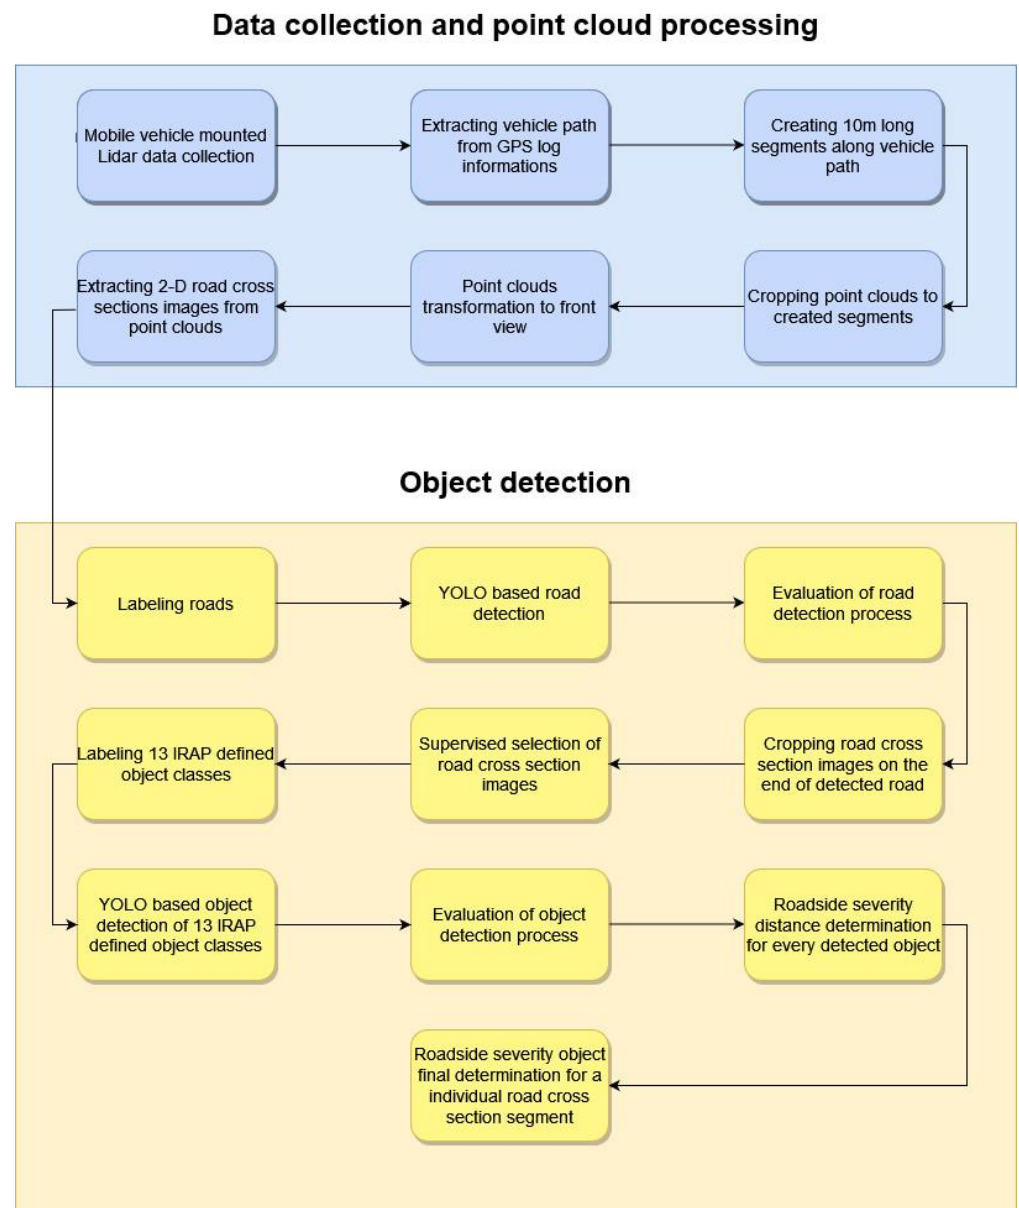 Data collection and point cloud processing
Mobile vehicle mounted
Lidar data collection
Extracting vehicle path
from GPS log
informations
Creating 10m long
segments along vehicle
path
Cropping point clouds to
created segments
Point clouds
transformation to front
view
Extracting 2-D road cross
sections images from
point clouds
Object detection
Labeling roads
YOLO based road
detection
Evaluation of road
detection process
Cropping road cross
section images on the
end of detected road
Supervised selection of
road cross section
images
Labeling 13 IRAP defined
object classes
YOLO based object
detection of 13 IRAP
defined object classes
Evaluation of object
detection process
Roadside severity
distance determination
for every detected object
Roadside severity object
final determination for a
individual road cross
section segment